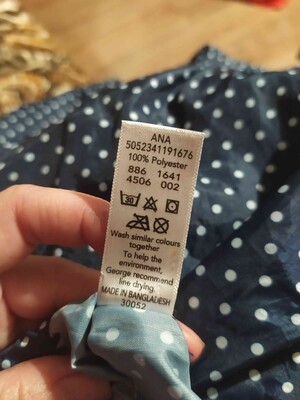 ANA
5052341191676
100% Polyester
886 1641
4506 002
30
Wash similar colours
together
To help the
environment,
George recommend
line drying.
MADE IN BANGLADESH
30052